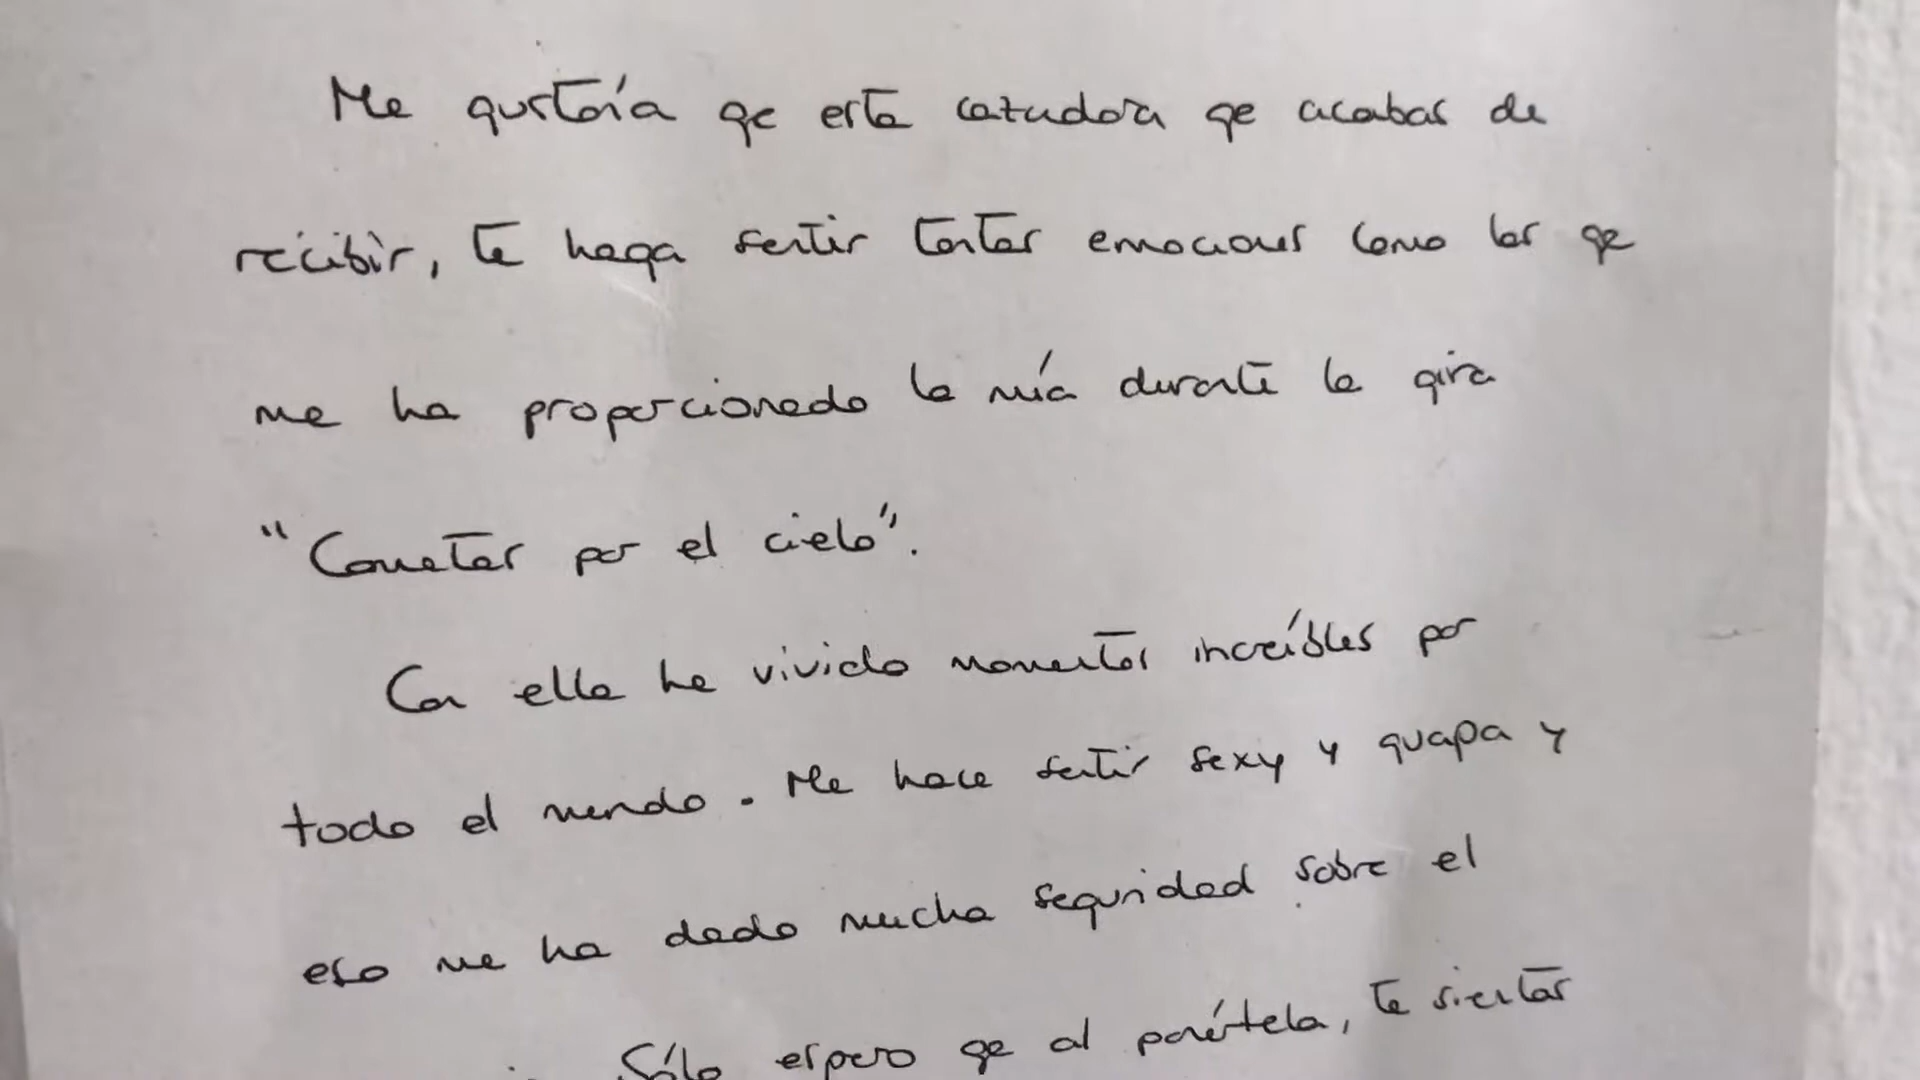 Me gustaría qe esta cazadora qe acabas de
recibir, te haga sentir tantas emociones como las qe
me ha proporcionado la mía durante la gira
"Cometas por el cielo".
Con ella he vivido momentos increíbles por
todo el mundo. Me hace sentir sexy y guapa y
eso me ha dado mucha seguridad sobre el
Sólo espero qe al ponértela, te sientas